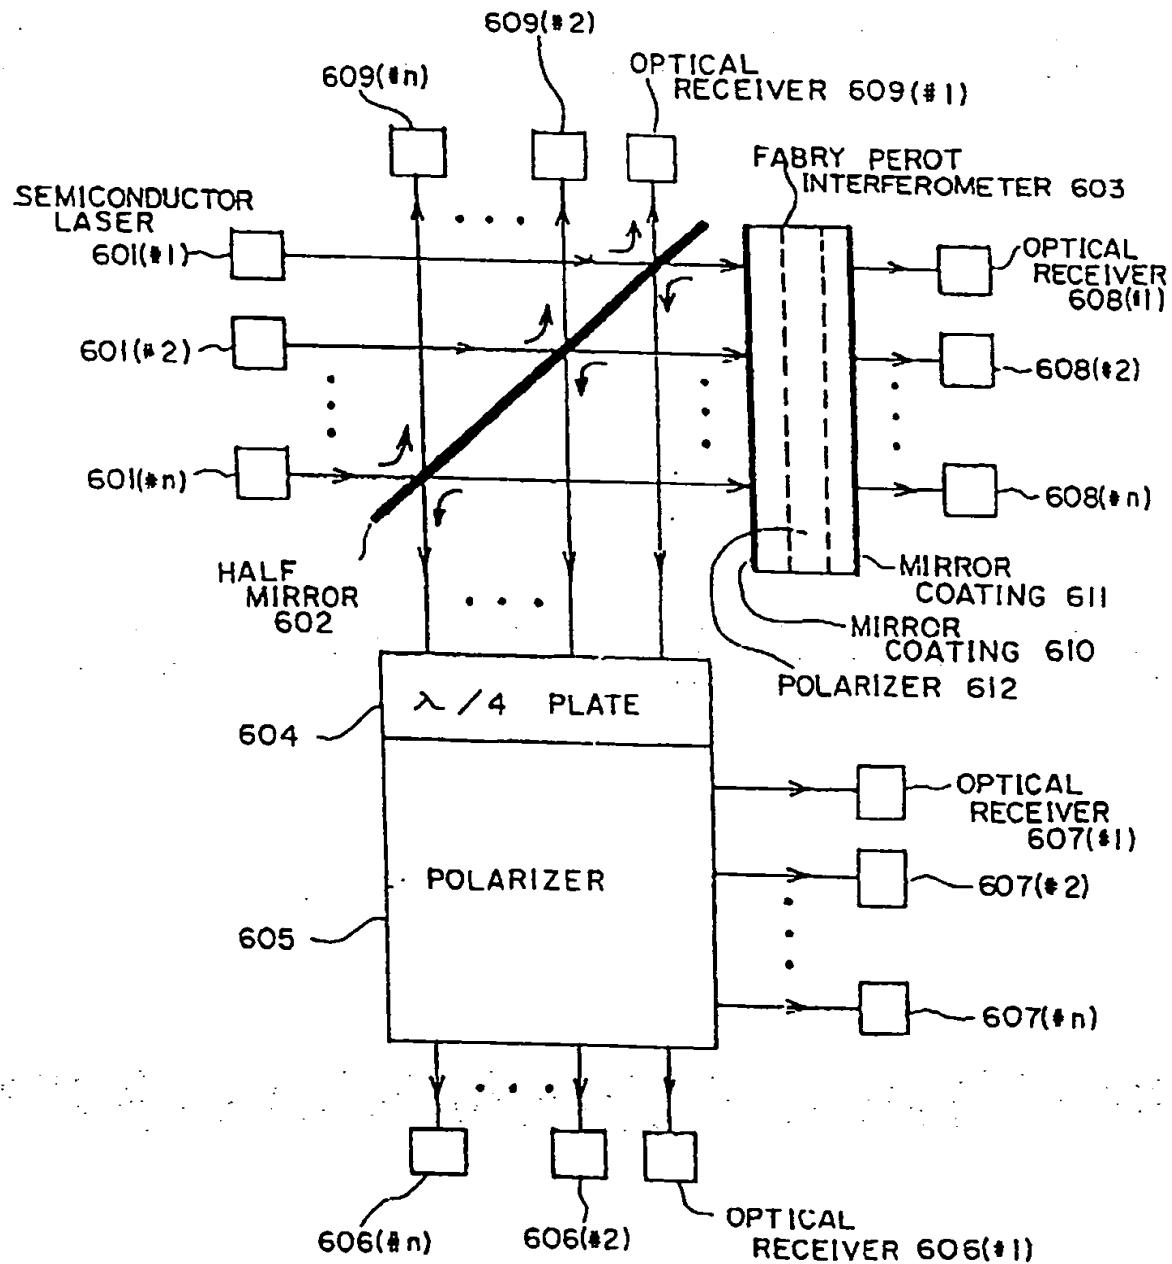 609(#2)
609(#n)
OPTICAL
RECEIVER 609(#1)
FABRY PEROT
INTERFEROMETER 603
SEMICONDUCTOR
LASER
601(#1)
OPTICAL
RECEIVER
608(#1)
601(#2)
608(#2)
601(#n)
608(#n)
HALF
MIRROR
602
MIRROR
COATING 611
MIRROR
COATING 610
POLARIZER 612
λ/4 PLATE
604
OPTICAL
RECEIVER
607(#1)
POLARIZER
607(#2)
605
607(#n)
606(#n)
606(#2)
OPTICAL
RECEIVER 606(#1)